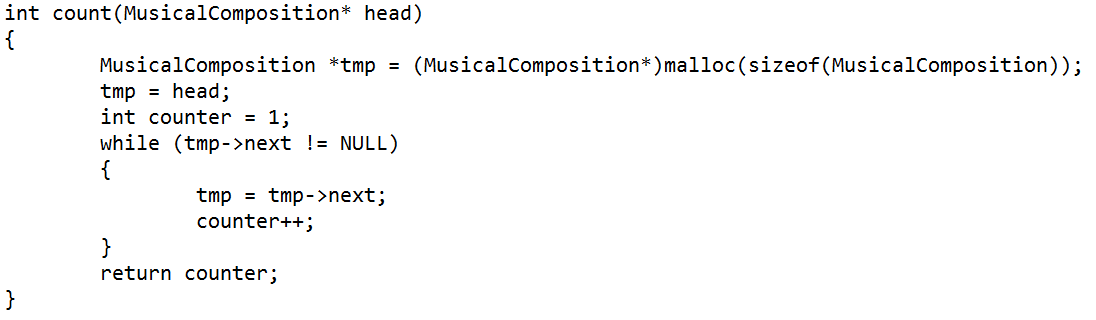 int count(MusicalComposition* head)
{
        MusicalComposition *tmp = (MusicalComposition*)malloc(sizeof(MusicalComposition));
        tmp = head;
        int counter = 1;
        while (tmp->next != NULL)
        {
                tmp = tmp->next;
                counter++;
        }
        return counter;
}